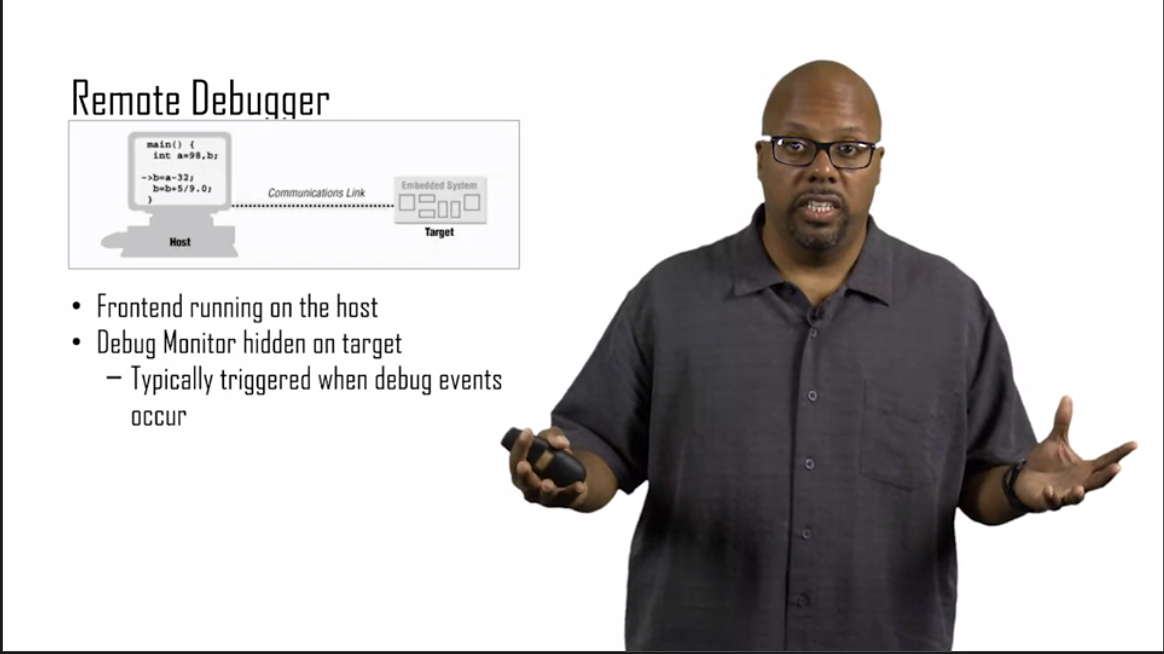 Remote Debugger
main() {
int a=98,b;
->b=a-32;
b=b+5/9.0;
}
Communications Link
Embedded System
Target
Host
• Frontend running on the host
• Debug Monitor hidden on target
– Typically triggered when debug events
occur